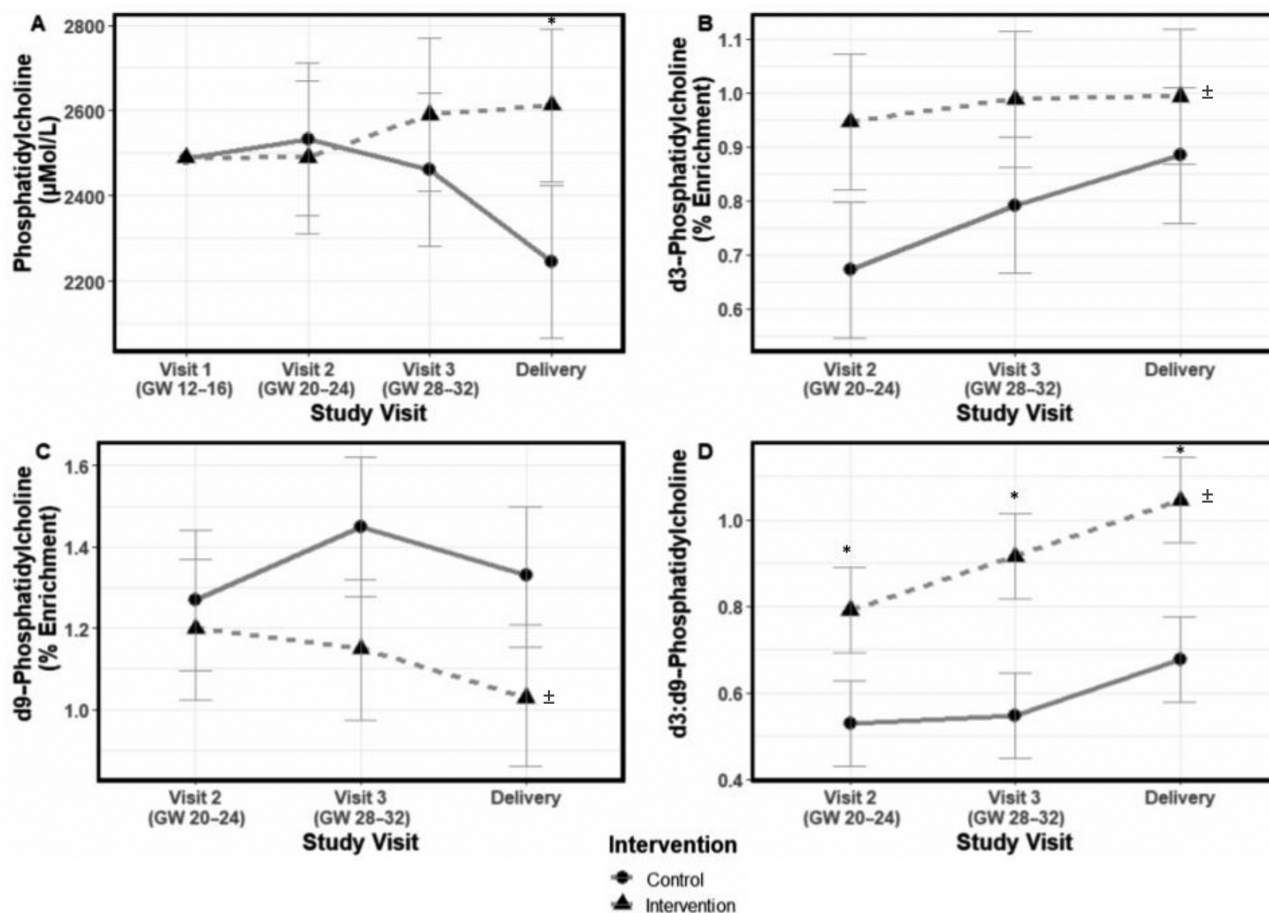 A
Phosphatidylcholine
(µMol/L)
2800
2600
2400
2200
*
Visit 1
(GW 12–16)
Visit 2
(GW 20–24)
Visit 3
(GW 28–32)
Delivery
Study Visit
B
d3–Phosphatidylcholine
(% Enrichment)
1.1
1.0
0.9
0.8
0.7
0.6
±
Visit 2
(GW 20–24)
Visit 3
(GW 28–32)
Delivery
Study Visit
C
d9–Phosphatidylcholine
(% Enrichment)
1.6
1.4
1.2
1.0
±
Visit 2
(GW 20–24)
Visit 3
(GW 28–32)
Delivery
Study Visit
D
d3:d9–Phosphatidylcholine
1.0
0.8
0.6
0.4
*
*
*
±
Visit 2
(GW 20–24)
Visit 3
(GW 28–32)
Delivery
Study Visit
Intervention
Control
Intervention